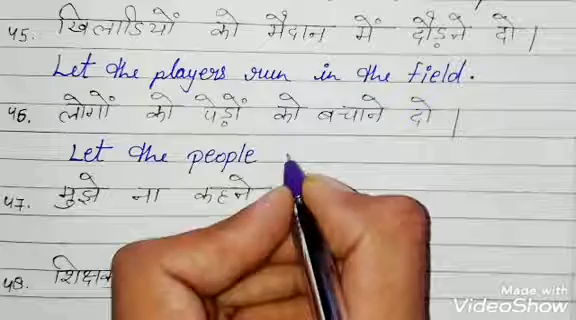 45. खिलाडियों को मैदान में दौड़ने दो |
Let the players run in the field.
46. लोगों को पेड़ों को बचाने दो |
Let the people
47. मुझे ना कहने
48. शिक्षक
Made with
VideoShow